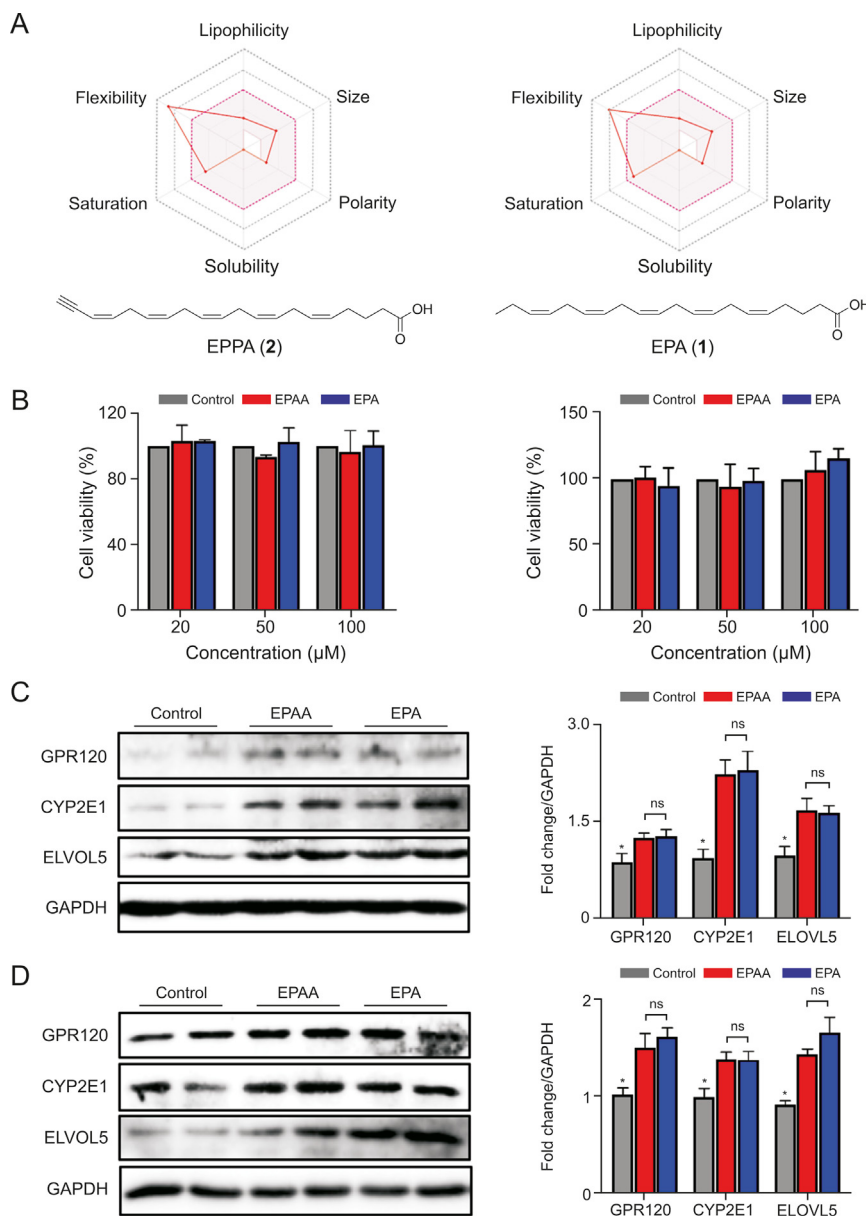 A
Lipophilicity
Flexibility
Size
Saturation
Polarity
Solubility
OH
O
EPPA (2)
Lipophilicity
Flexibility
Size
Saturation
Polarity
Solubility
OH
O
EPA (1)
B
Control EPAA EPA
Cell viability (%)
120
80
40
0
20 50 100
Concentration (µM)
Control EPAA EPA
Cell viability (%)
150
100
50
0
20 50 100
Concentration (µM)
C
Control EPAA EPA
GPR120
CYP2E1
ELVOL5
GAPDH
Control EPAA EPA
Fold change/GAPDH
3.0
1.5
0
* ns * ns * ns
GPR120 CYP2E1 ELOVL5
D
Control EPAA EPA
GPR120
CYP2E1
ELVOL5
GAPDH
Control EPAA EPA
Fold change/GAPDH
2
1
0
* ns * ns * ns
GPR120 CYP2E1 ELOVL5